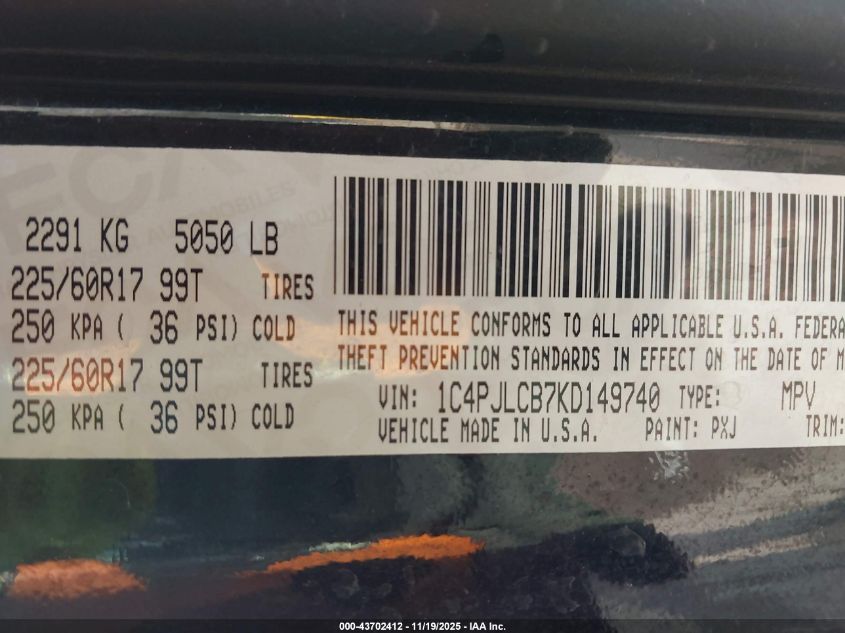 2291 KG 5050 LB
225/60R17 99T TIRES
250 KPA ( 36 PSI) COLD
225/60R17 99T TIRES
250 KPA ( 36 PSI) COLD
THIS VEHICLE CONFORMS TO ALL APPLICABLE U.S.A. FEDERA
THEFT PREVENTION STANDARDS IN EFFECT ON THE DATE OF M
VIN: 1C4PJLCB7KD149740 TYPE: MPV
VEHICLE MADE IN U.S.A. PAINT: PXJ TRIM:
000-43702412 - 11/19/2025 - IAA Inc.